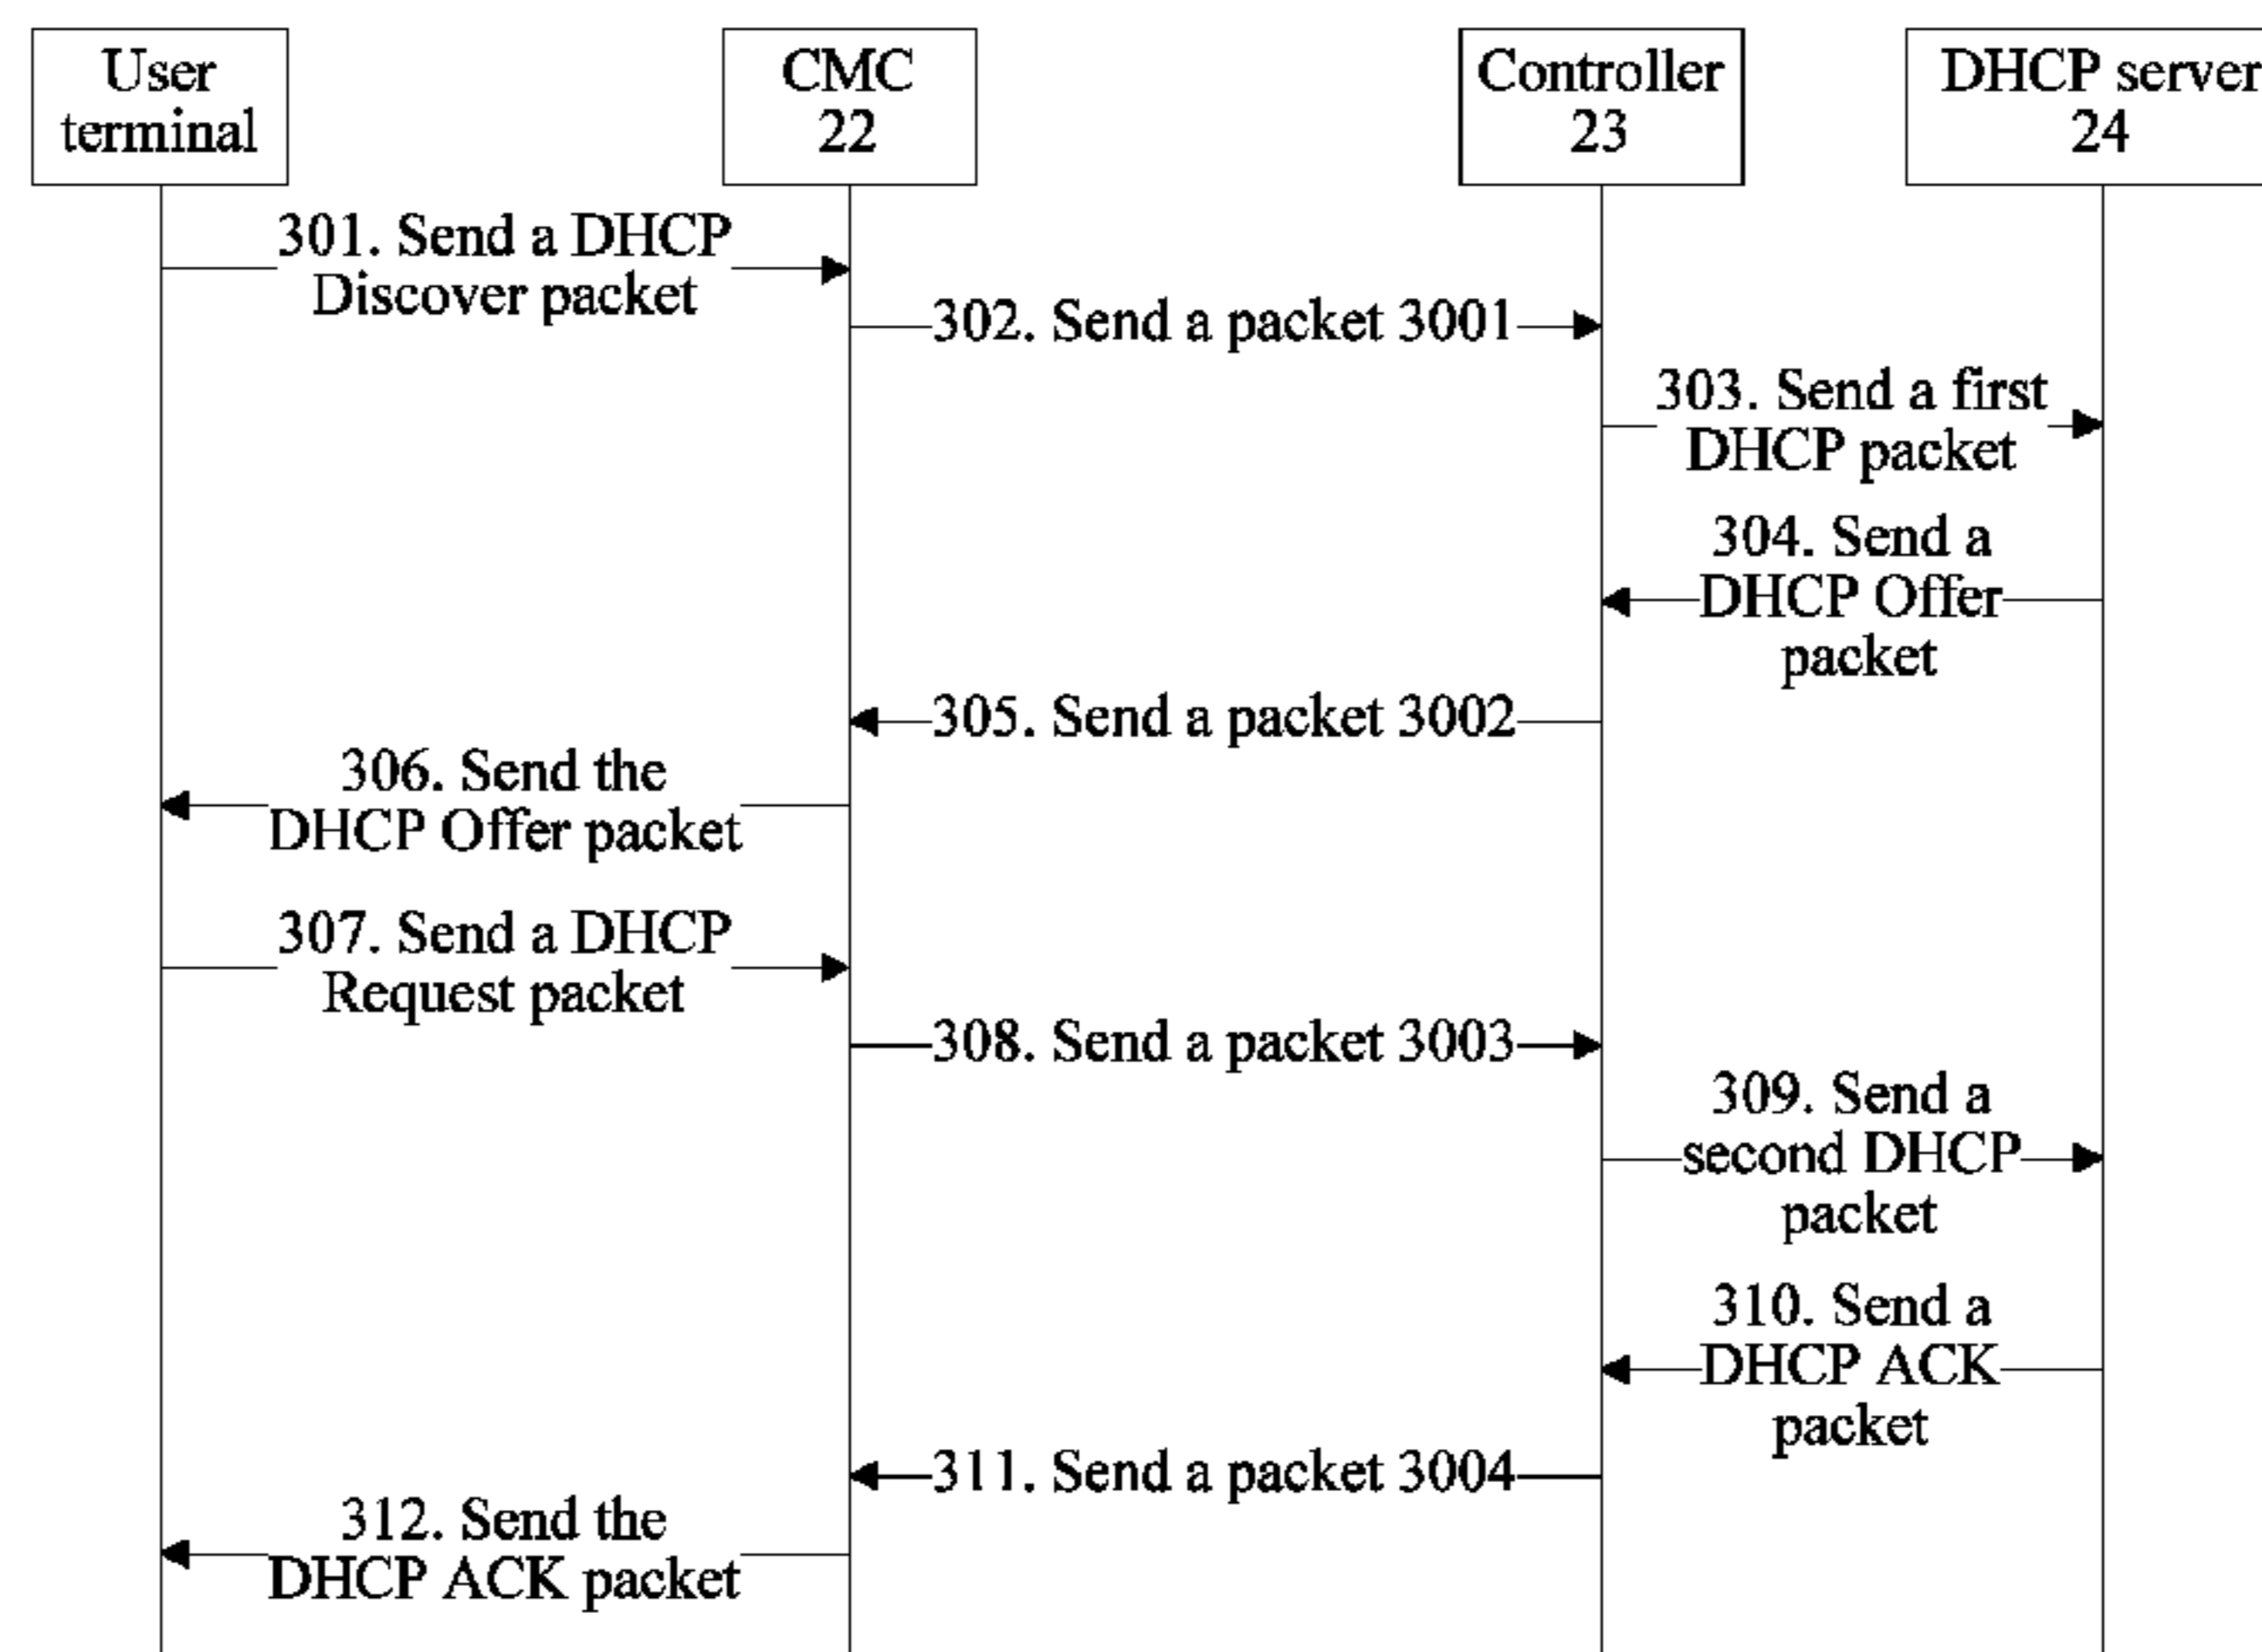 User
terminal
CMC
22
Controller
23
DHCP server
24
301. Send a DHCP
Discover packet
302. Send a packet 3001
303. Send a first
DHCP packet
304. Send a
DHCP Offer
packet
305. Send a packet 3002
306. Send the
DHCP Offer packet
307. Send a DHCP
Request packet
308. Send a packet 3003
309. Send a
second DHCP
packet
310. Send a
DHCP ACK
packet
311. Send a packet 3004
312. Send the
DHCP ACK packet